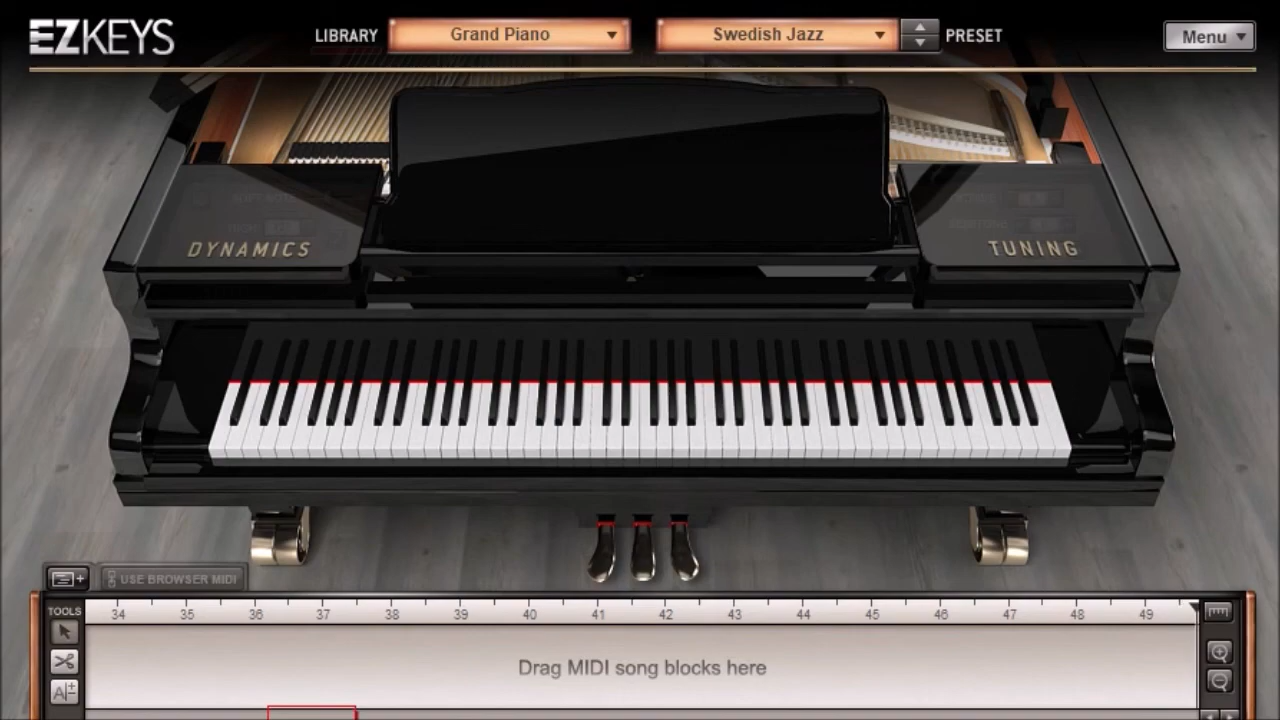 EZKEYS
LIBRARY Grand Piano Swedish Jazz PRESET Menu
DYNAMICS TUNING
USE BROWSER MIDI
TOOLS 34 35 36 37 38 39 40 41 42 43 44 45 46 47 48 49
Drag MIDI song blocks here
A